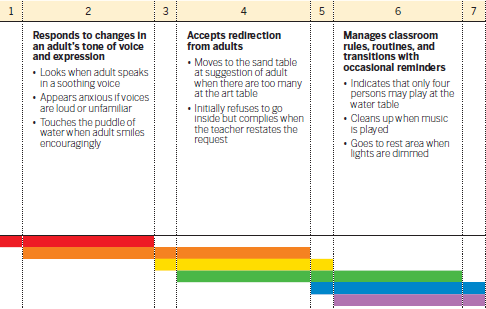 1 2 3 4 5 6 7
Responds to changes in
an adult's tone of voice
and expression
• Looks when adult speaks
in a soothing voice
• Appears anxious if voices
are loud or unfamiliar
• Touches the puddle of
water when adult smiles
encouragingly
Accepts redirection
from adults
• Moves to the sand table
at suggestion of adult
when there are too many
at the art table
• Initially refuses to go
inside but complies when
the teacher restates the
request
Manages classroom
rules, routines, and
transitions with
occasional reminders
• Indicates that only four
persons may play at the
water table
• Cleans up when music
is played
• Goes to rest area when
lights are dimmed